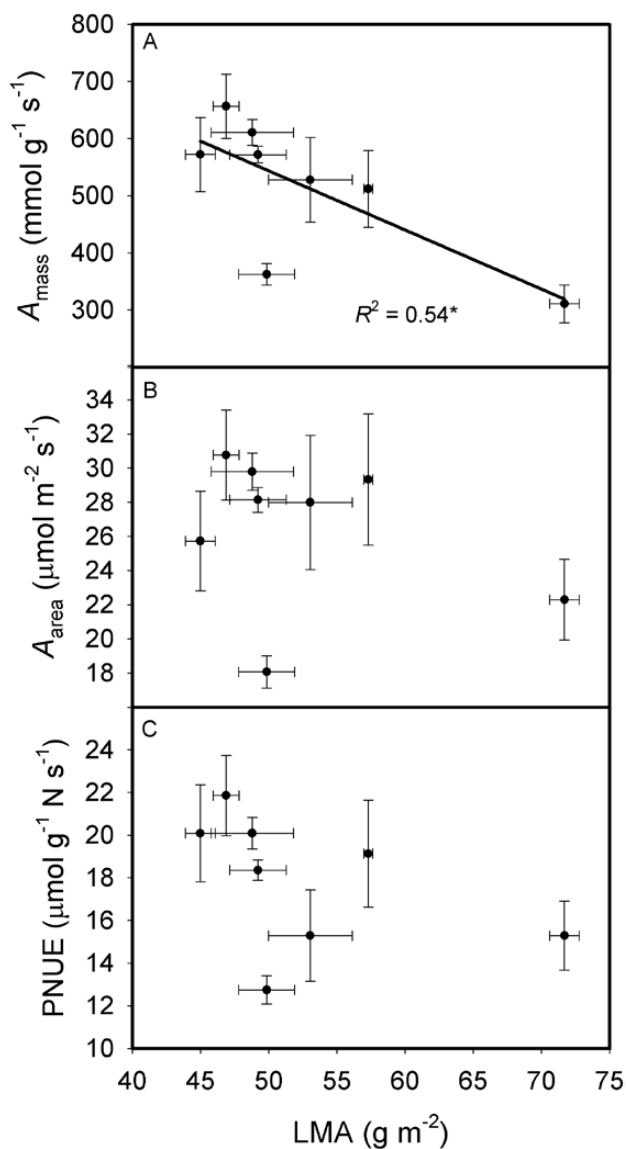 A
800
700
600
500
400
300
A_mass (mmol g⁻¹ s⁻¹)
R² = 0.54*
B
34
32
30
28
26
24
22
20
18
A_area (μmol m⁻² s⁻¹)
C
24
22
20
18
16
14
12
10
PNUE (μmol g⁻¹ N s⁻¹)
40 45 50 55 60 65 70 75
LMA (g m⁻²)